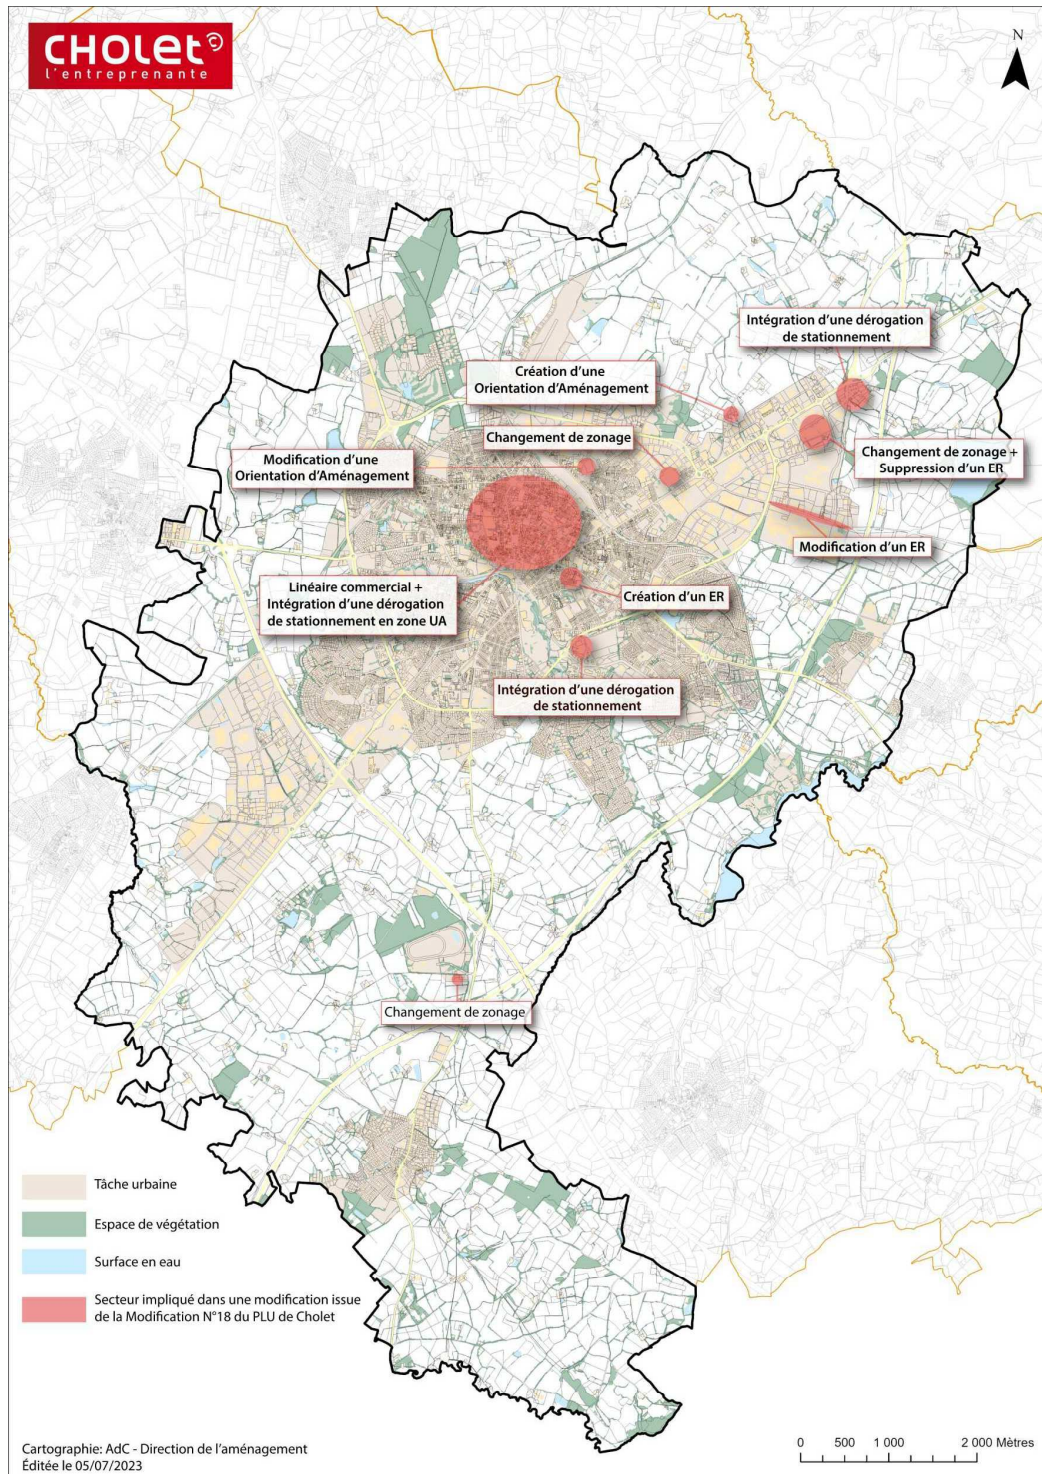 CHOLET
l'entreprenante
N
Intégration d'une dérogation
de stationnement
Création d'une
Orientation d'Aménagement
Changement de zonage
Modification d'une
Orientation d'Aménagement
Changement de zonage +
Suppression d'un ER
Modification d'un ER
Linéaire commercial +
Intégration d'une dérogation
de stationnement en zone UA
Création d'un ER
Intégration d'une dérogation
de stationnement
Changement de zonage
Tâche urbaine
Espace de végétation
Surface en eau
Secteur impliqué dans une modification issue
de la Modification N°18 du PLU de Cholet
Cartographie: AdC - Direction de l'aménagement
Éditée le 05/07/2023
0 500 1 000 2 000 Mètres